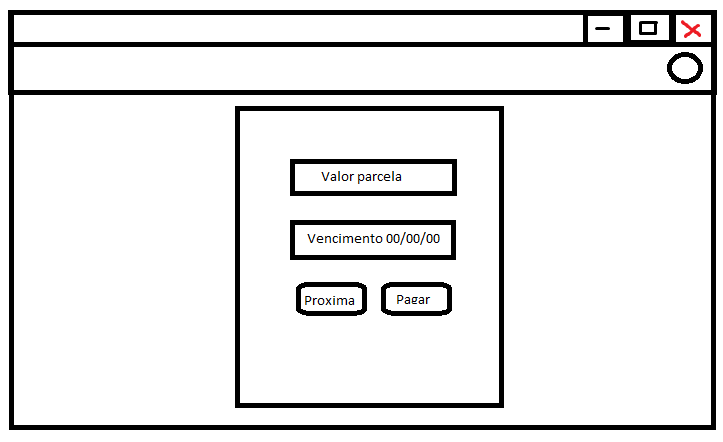 Valor parcela
Vencimento 00/00/00
Proxima Pagar